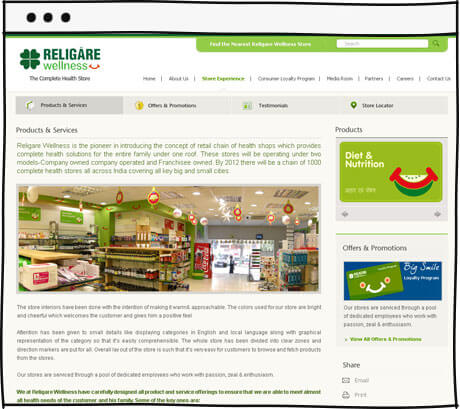 RELIGARE
wellness
The Complete Health Store
Find the Nearest Religare Wellness Store
Search
Home | About Us | Store Experience | Consumer Loyalty Program | Media Room | Partners | Careers | Contact Us
Products & Services
Offers & Promotions
Testimonials
Store Locator
Products & Services
Religare Wellness is the pioneer in introducing the concept of retail chain of health shops which provides
complete health solutions for the entire family under one roof. These stores will be operating under two
models-Company owned company operated and Franchisee owned. By 2012 there will be a chain of 1000
complete health stores all across India covering all key big and small cities.
The store interiors have been done with the intention of making it warm& approachable. The colors used for our store are bright
and cheerful which welcomes the customer and gives him a positive feel.
Attention has been given to small details like displaying categories in English and local language along with graphical
representation of the category so that it's easily comprehensible. The whole store has been divided into clear zones and
direction markers are put for all. Overall lay out of the store is such that it's very easy for customers to browse and fetch products
from the stores.
Our stores are serviced through a pool of dedicated employees who work with passion, zeal & enthusiasm.
We at Religare Wellness have carefully designed all product and service offerings to ensure that we are able to meet almost
all health needs of the customer and his family. Some of the key ones are:
Products
Diet &
Nutrition
Offers & Promotions
Big Smile
Loyalty Program
Our stores are serviced through a pool
of dedicated employees who work with
passion, zeal & enthusiasm.
View All Offers & Promotions
Share
Email
Print